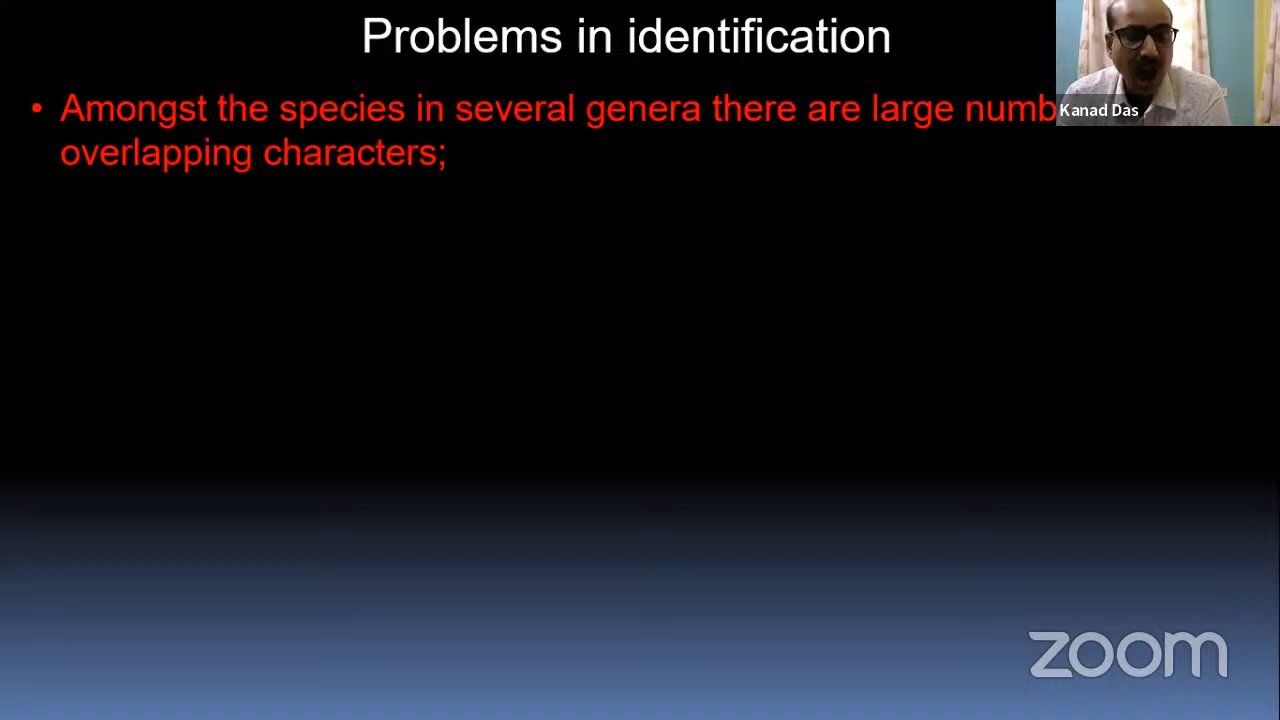 Problems in identification
• Amongst the species in several genera there are large numb
overlapping characters;
Kanad Das
zoom